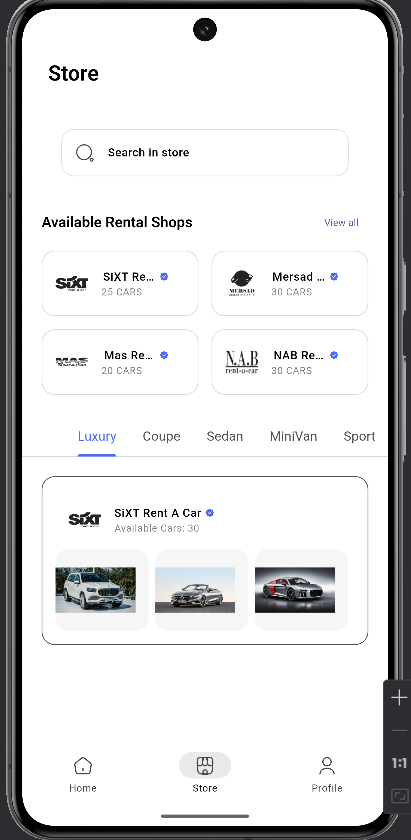 Store
Search in store
Available Rental Shops
View all
SiXT
SIXT Re...
25 CARS
MERSAD
Mersad ...
30 CARS
MAS
Mas Re...
20 CARS
N.A.B
rent-a-car
NAB Re...
30 CARS
Luxury
Coupe
Sedan
MiniVan
Sport
SiXT
SiXT Rent A Car
Available Cars: 30
Home
Store
Profile
1:1